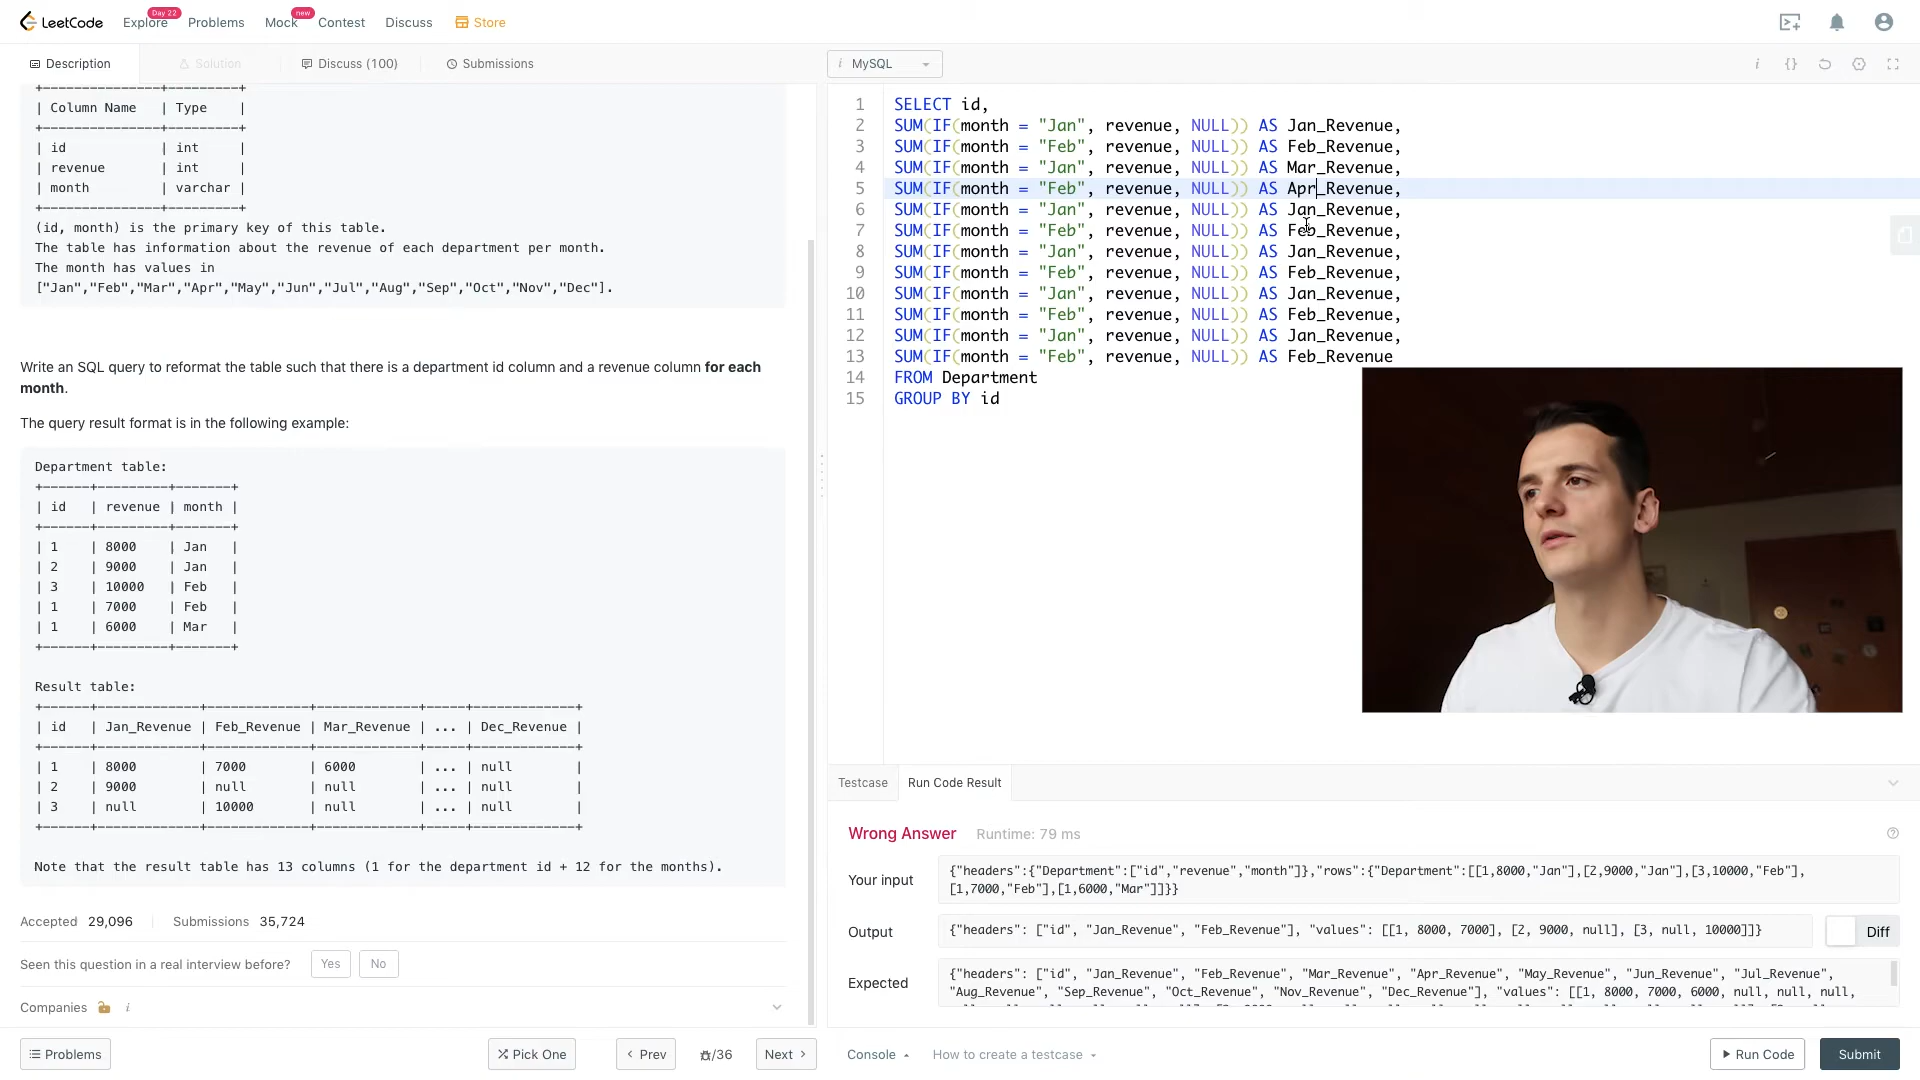 LeetCode
Explore
Day 22
Problems
Mock
new
Contest
Discuss
Store
Description
Solution
Discuss (100)
Submissions
i MySQL
+---------------+---------+
| Column Name   | Type    |
+---------------+---------+
| id            | int     |
| revenue       | int     |
| month         | varchar |
+---------------+---------+
(id, month) is the primary key of this table.
The table has information about the revenue of each department per month.
The month has values in
["Jan","Feb","Mar","Apr","May","Jun","Jul","Aug","Sep","Oct","Nov","Dec"].
Write an SQL query to reformat the table such that there is a department id column and a revenue column for each
month.
The query result format is in the following example:
Department table:
+------+---------+-------+
| id   | revenue | month |
+------+---------+-------+
| 1    | 8000    | Jan   |
| 2    | 9000    | Jan   |
| 3    | 10000   | Feb   |
| 1    | 7000    | Feb   |
| 1    | 6000    | Mar   |
+------+---------+-------+
Result table:
+------+-------------+-------------+-------------+-----+-------------+
| id   | Jan_Revenue | Feb_Revenue | Mar_Revenue | ... | Dec_Revenue |
+------+-------------+-------------+-------------+-----+-------------+
| 1    | 8000        | 7000        | 6000        | ... | null        |
| 2    | 9000        | null        | null        | ... | null        |
| 3    | null        | 10000       | null        | ... | null        |
+------+-------------+-------------+-------------+-----+-------------+
Note that the result table has 13 columns (1 for the department id + 12 for the months).
Accepted 29,096
Submissions 35,724
Seen this question in a real interview before?
Yes
No
Companies
i
Problems
Pick One
Prev
/36
Next
1 SELECT id,
2 SUM(IF(month = "Jan", revenue, NULL)) AS Jan_Revenue,
3 SUM(IF(month = "Feb", revenue, NULL)) AS Feb_Revenue,
4 SUM(IF(month = "Jan", revenue, NULL)) AS Mar_Revenue,
5 SUM(IF(month = "Feb", revenue, NULL)) AS Apr_Revenue,
6 SUM(IF(month = "Jan", revenue, NULL)) AS Jan_Revenue,
7 SUM(IF(month = "Feb", revenue, NULL)) AS Feb_Revenue,
8 SUM(IF(month = "Jan", revenue, NULL)) AS Jan_Revenue,
9 SUM(IF(month = "Feb", revenue, NULL)) AS Feb_Revenue,
10 SUM(IF(month = "Jan", revenue, NULL)) AS Jan_Revenue,
11 SUM(IF(month = "Feb", revenue, NULL)) AS Feb_Revenue,
12 SUM(IF(month = "Jan", revenue, NULL)) AS Jan_Revenue,
13 SUM(IF(month = "Feb", revenue, NULL)) AS Feb_Revenue
14 FROM Department
15 GROUP BY id
Testcase
Run Code Result
Wrong Answer
Runtime: 79 ms
Your input
{"headers":{"Department":["id","revenue","month"]},"rows":{"Department":[[1,8000,"Jan"],[2,9000,"Jan"],[3,10000,"Feb"],
[1,7000,"Feb"],[1,6000,"Mar"]]}}
Output
{"headers": ["id", "Jan_Revenue", "Feb_Revenue"], "values": [[1, 8000, 7000], [2, 9000, null], [3, null, 10000]]}
Diff
Expected
{"headers": ["id", "Jan_Revenue", "Feb_Revenue", "Mar_Revenue", "Apr_Revenue", "May_Revenue", "Jun_Revenue", "Jul_Revenue",
"Aug_Revenue", "Sep_Revenue", "Oct_Revenue", "Nov_Revenue", "Dec_Revenue"], "values": [[1, 8000, 7000, 6000, null, null, null,
Console
How to create a testcase
Run Code
Submit